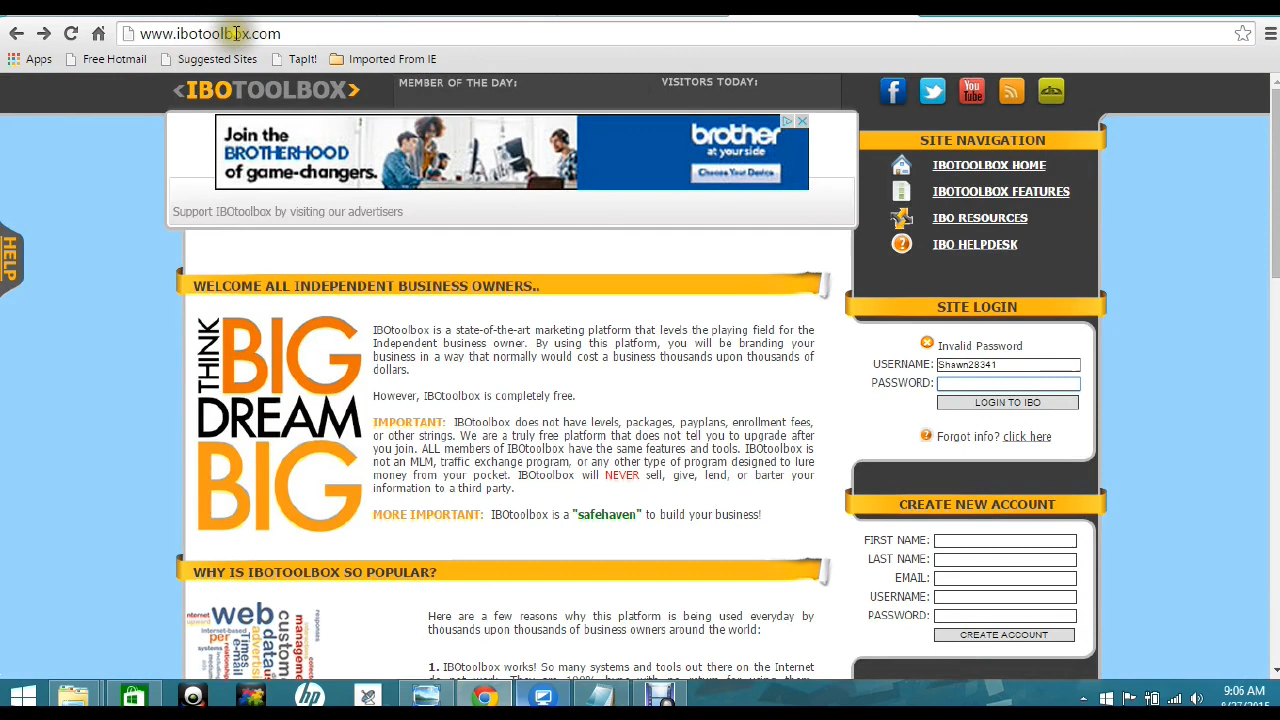 www.ibotoolbox.com
Apps Free Hotmail Suggested Sites TapIt! Imported From IE
<IBOTOOLBOX> MEMBER OF THE DAY: VISITORS TODAY:
You Tube
Join the
BROTHERHOOD
of game-changers.
brother
at your side
Choose Your Device
Support IBOtoolbox by visiting our advertisers
HELP
SITE NAVIGATION
IBOTOOLBOX HOME
IBOTOOLBOX FEATURES
IBO RESOURCES
IBO HELPDESK
WELCOME ALL INDEPENDENT BUSINESS OWNERS..
THINK BIG
DREAM
BIG
IBOtoolbox is a state-of-the-art marketing platform that levels the playing field for the
Independent business owner. By using this platform, you will be branding your
business in a way that normally would cost a business thousands upon thousands of
dollars.
However, IBOtoolbox is completely free.
IMPORTANT: IBOtoolbox does not have levels, packages, payplans, enrollment fees,
or other strings. We are a truly free platform that does not tell you to upgrade after
you join. ALL members of IBOtoolbox have the same features and tools. IBOtoolbox is
not an MLM, traffic exchange program, or any other type of program designed to lure
money from your pocket. IBOtoolbox will NEVER sell, give, lend, or barter your
information to a third party.
MORE IMPORTANT: IBOtoolbox is a "safehaven" to build your business!
SITE LOGIN
Invalid Password
USERNAME: Shawn28341
PASSWORD:
LOGIN TO IBO
Forgot info? click here
CREATE NEW ACCOUNT
FIRST NAME:
LAST NAME:
EMAIL:
USERNAME:
PASSWORD:
CREATE ACCOUNT
WHY IS IBOTOOLBOX SO POPULAR?
web
custom
data
e-mail
Times
per
Here are a few reasons why this platform is being used everyday by
thousands upon thousands of business owners around the world:
1. IBOtoolbox works! So many systems and tools out there on the Internet
hp
9:06 AM